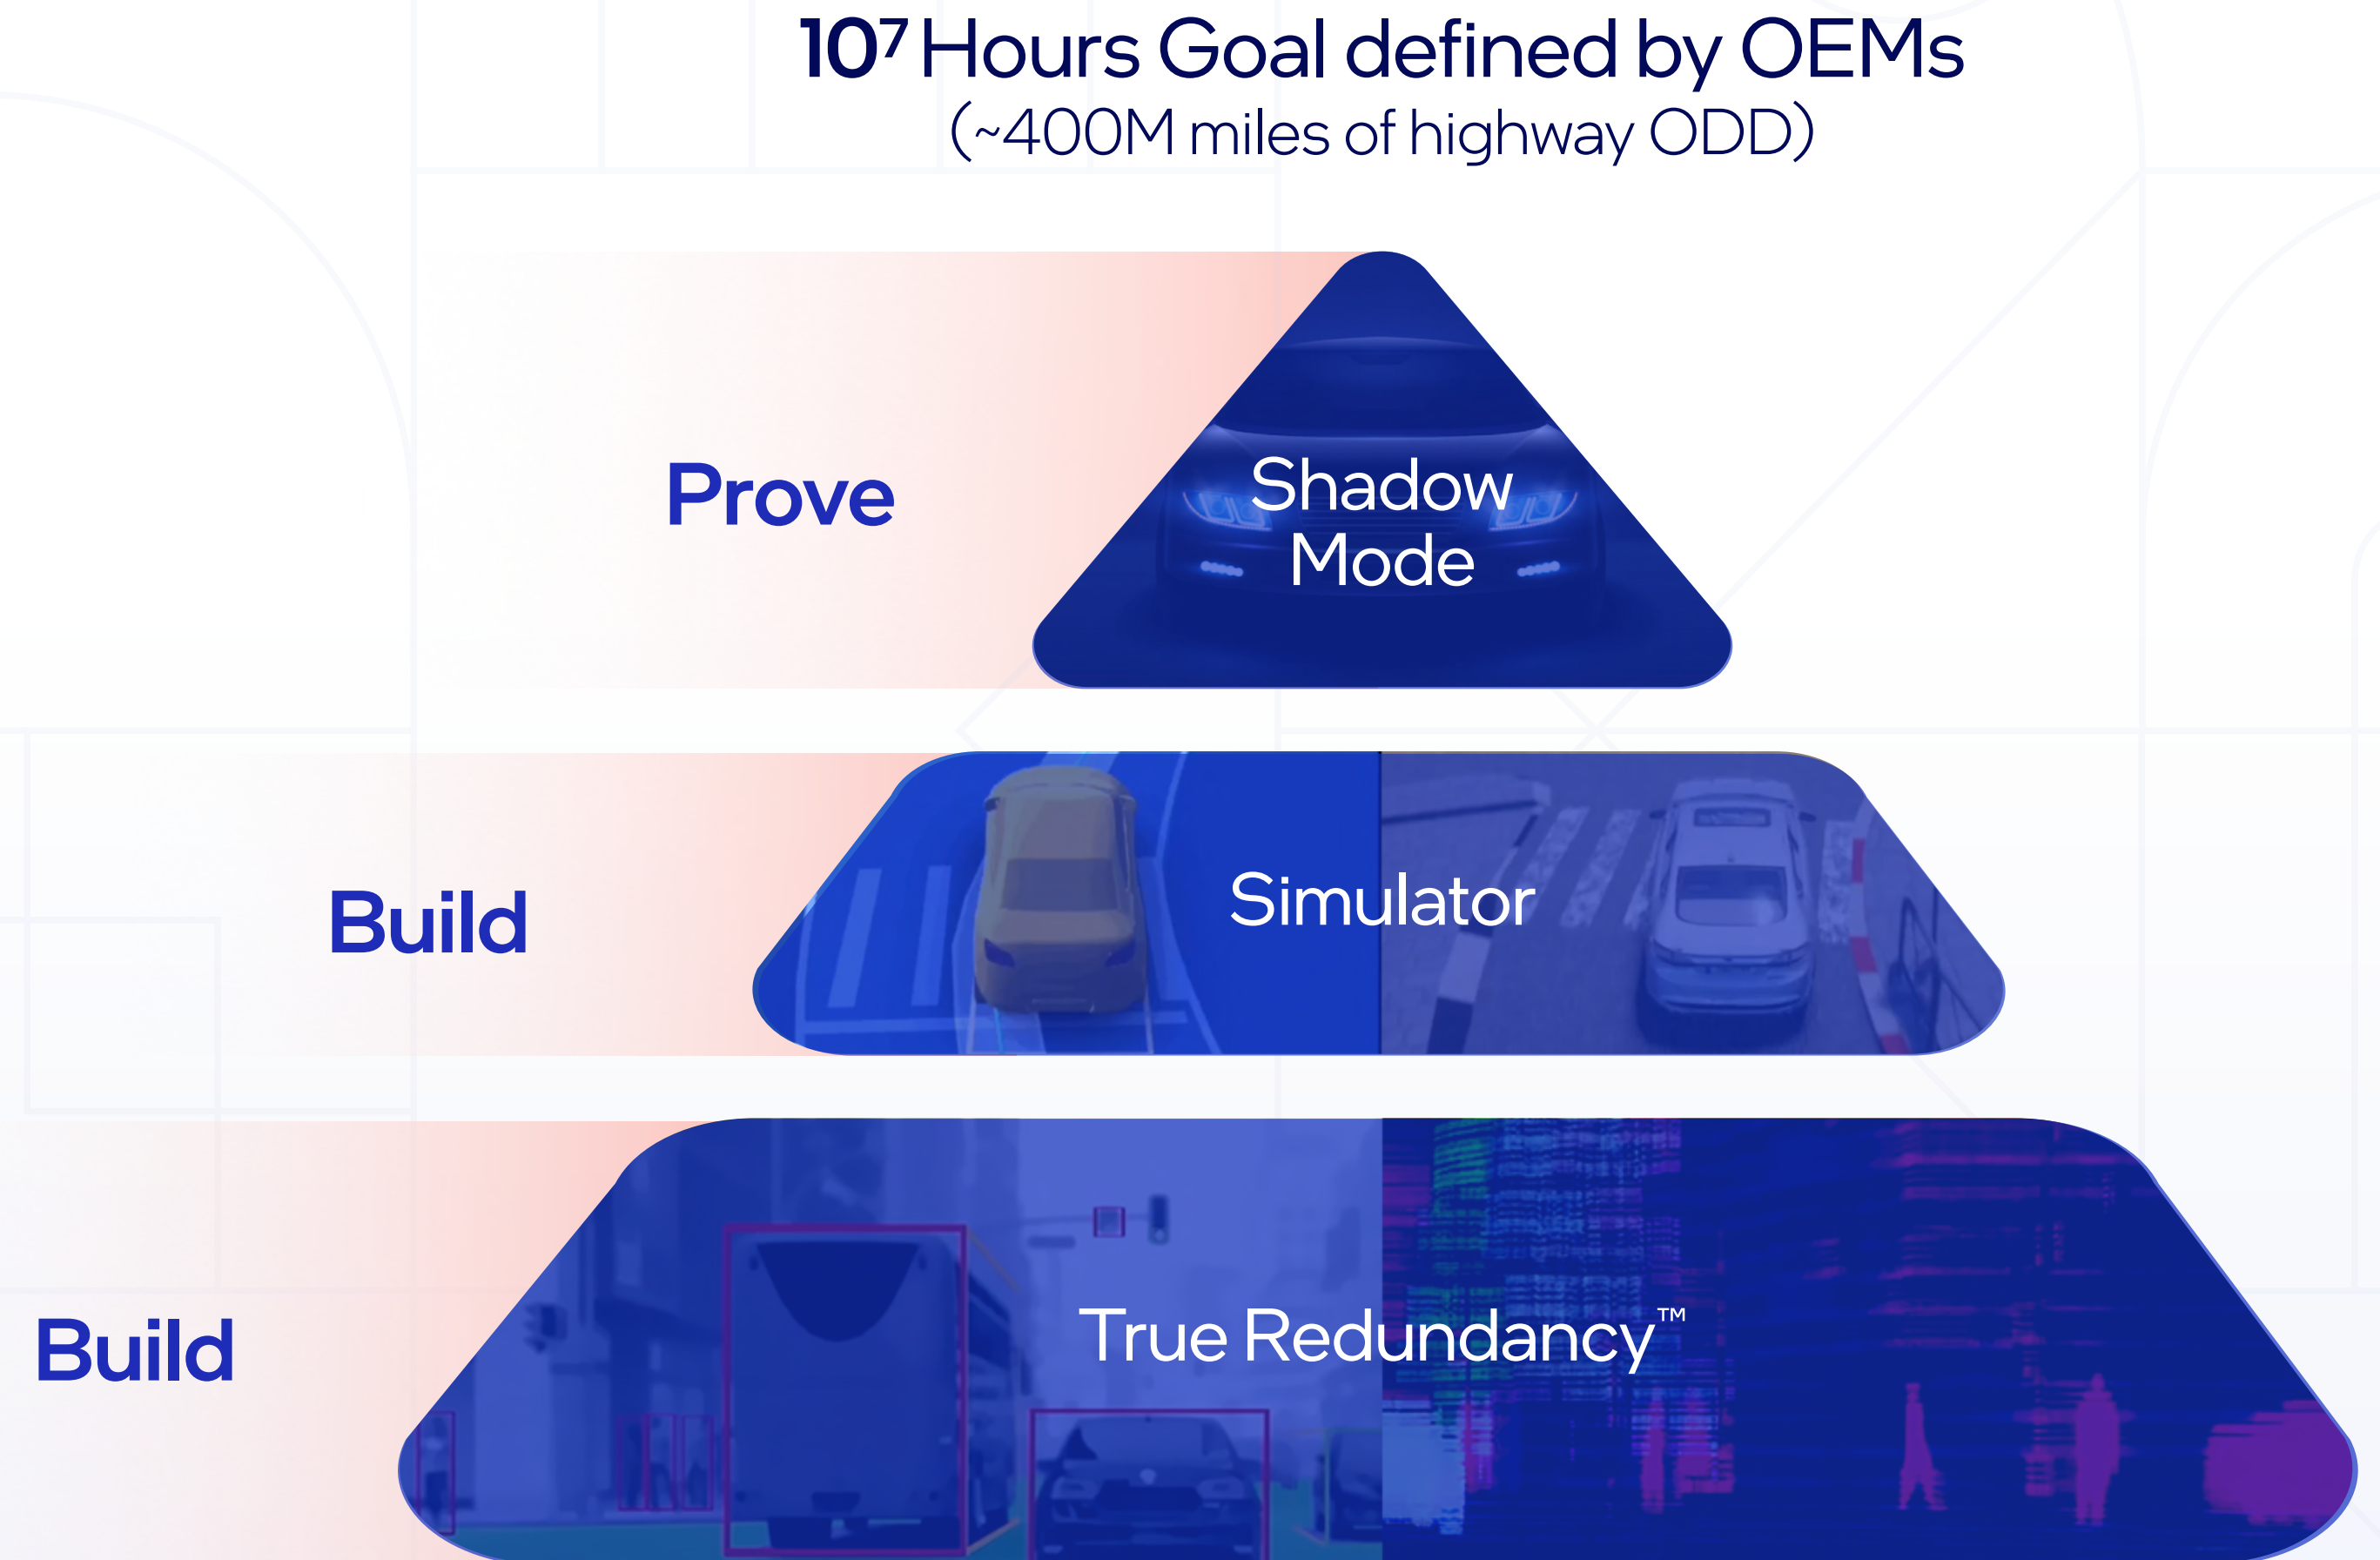 10⁷ Hours Goal defined by OEMs
(~400M miles of highway ODD)
Prove
Shadow
Mode
Build
Simulator
Build
True Redundancy™